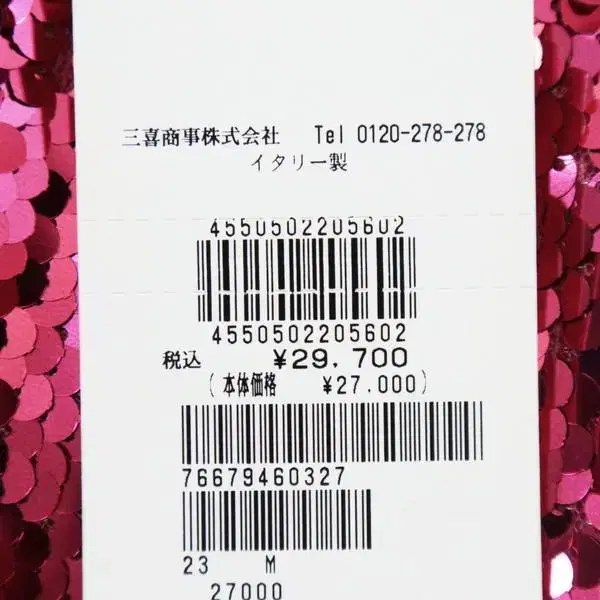 三喜商事株式会社 Tel 0120-278-278
イタリー製
4550502205602
4550502205602
税込 ¥29,700
(本体価格 ¥27.000)
76679460327
23 M
27000